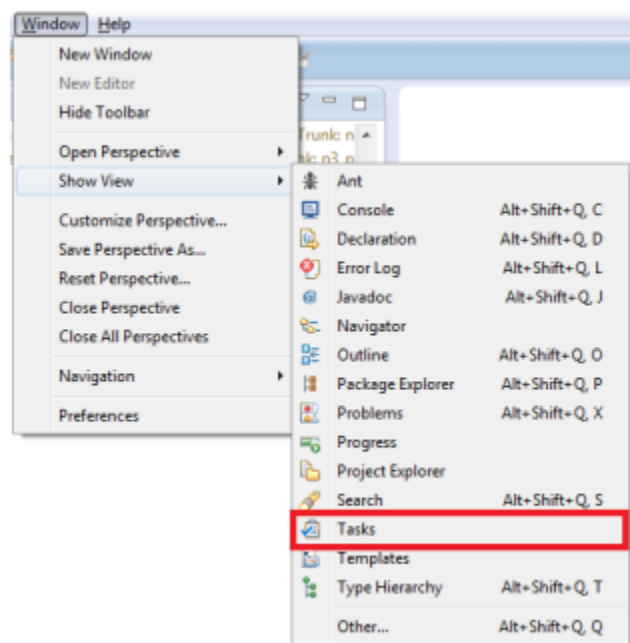 Window Help
New Window
New Editor
Hide Toolbar
Open Perspective
Show View
Customize Perspective...
Save Perspective As...
Reset Perspective...
Close Perspective
Close All Perspectives
Navigation
Preferences
Trunk: n
nk: n3 n
Ant
Console Alt+Shift+Q, C
Declaration Alt+Shift+Q, D
Error Log Alt+Shift+Q, L
Javadoc Alt+Shift+Q, J
Navigator
Outline Alt+Shift+Q, O
Package Explorer Alt+Shift+Q, P
Problems Alt+Shift+Q, X
Progress
Project Explorer
Search Alt+Shift+Q, S
Tasks
Templates
Type Hierarchy Alt+Shift+Q, T
Other... Alt+Shift+Q, Q